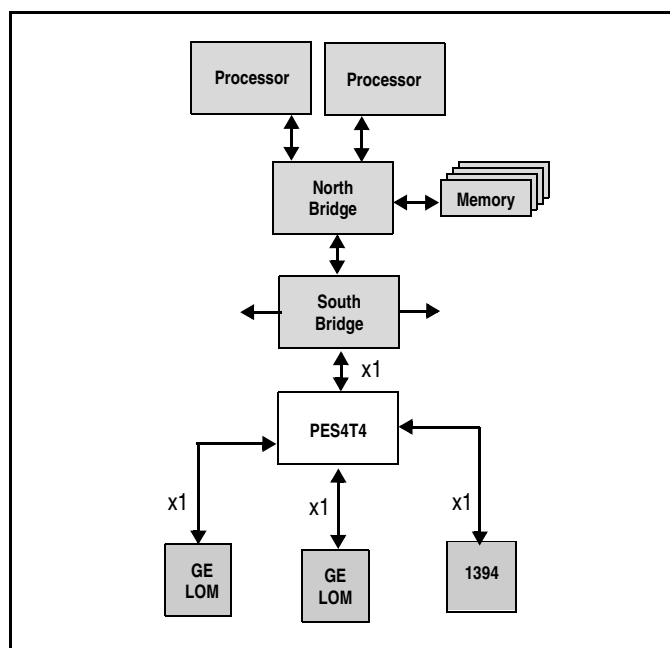 Processor
Processor
North
Bridge
Memory
South
Bridge
x1
PES4T4
x1
x1
x1
GE
LOM
GE
LOM
1394